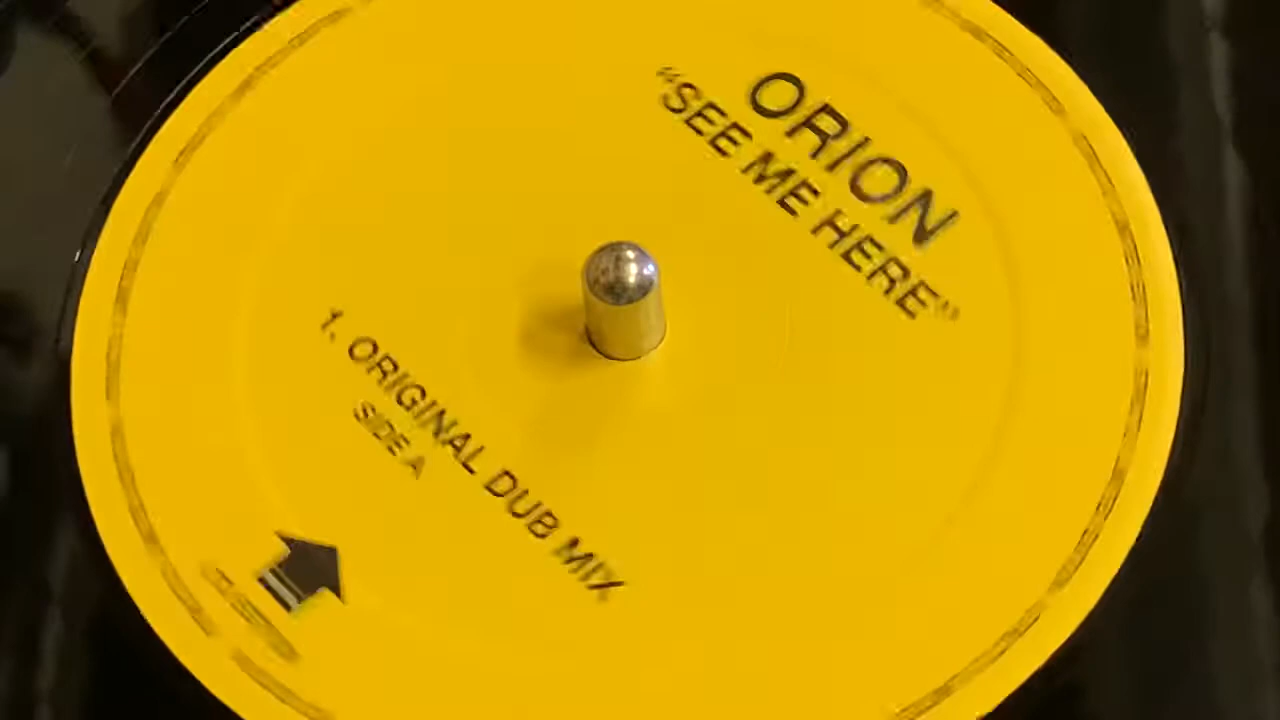 ORION
“SEE ME HERE”
1. ORIGINAL DUB MIX
SIDE A